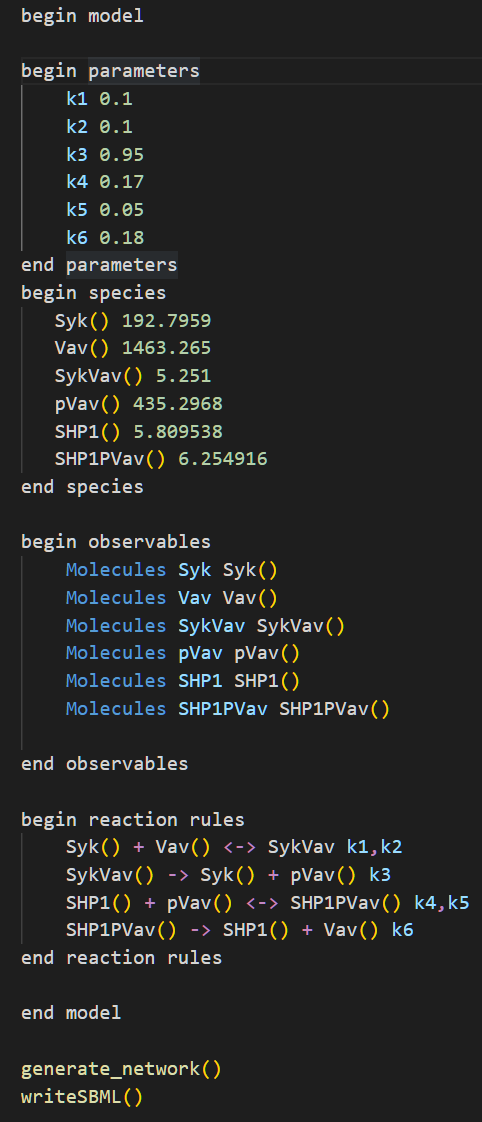 begin model
begin parameters
k1 0.1
k2 0.1
k3 0.95
k4 0.17
k5 0.05
k6 0.18
end parameters
begin species
Syk() 192.7959
Vav() 1463.265
SykVav() 5.251
pVav() 435.2968
SHP1() 5.809538
SHP1PVav() 6.254916
end species
begin observables
Molecules Syk Syk()
Molecules Vav Vav()
Molecules SykVav SykVav()
Molecules pVav pVav()
Molecules SHP1 SHP1()
Molecules SHP1PVav SHP1PVav()
end observables
begin reaction rules
Syk() + Vav() <-> SykVav k1,k2
SykVav() -> Syk() + pVav() k3
SHP1() + pVav() <-> SHP1PVav() k4,k5
SHP1PVav() -> SHP1() + Vav() k6
end reaction rules
end model
generate_network()
writeSBML()